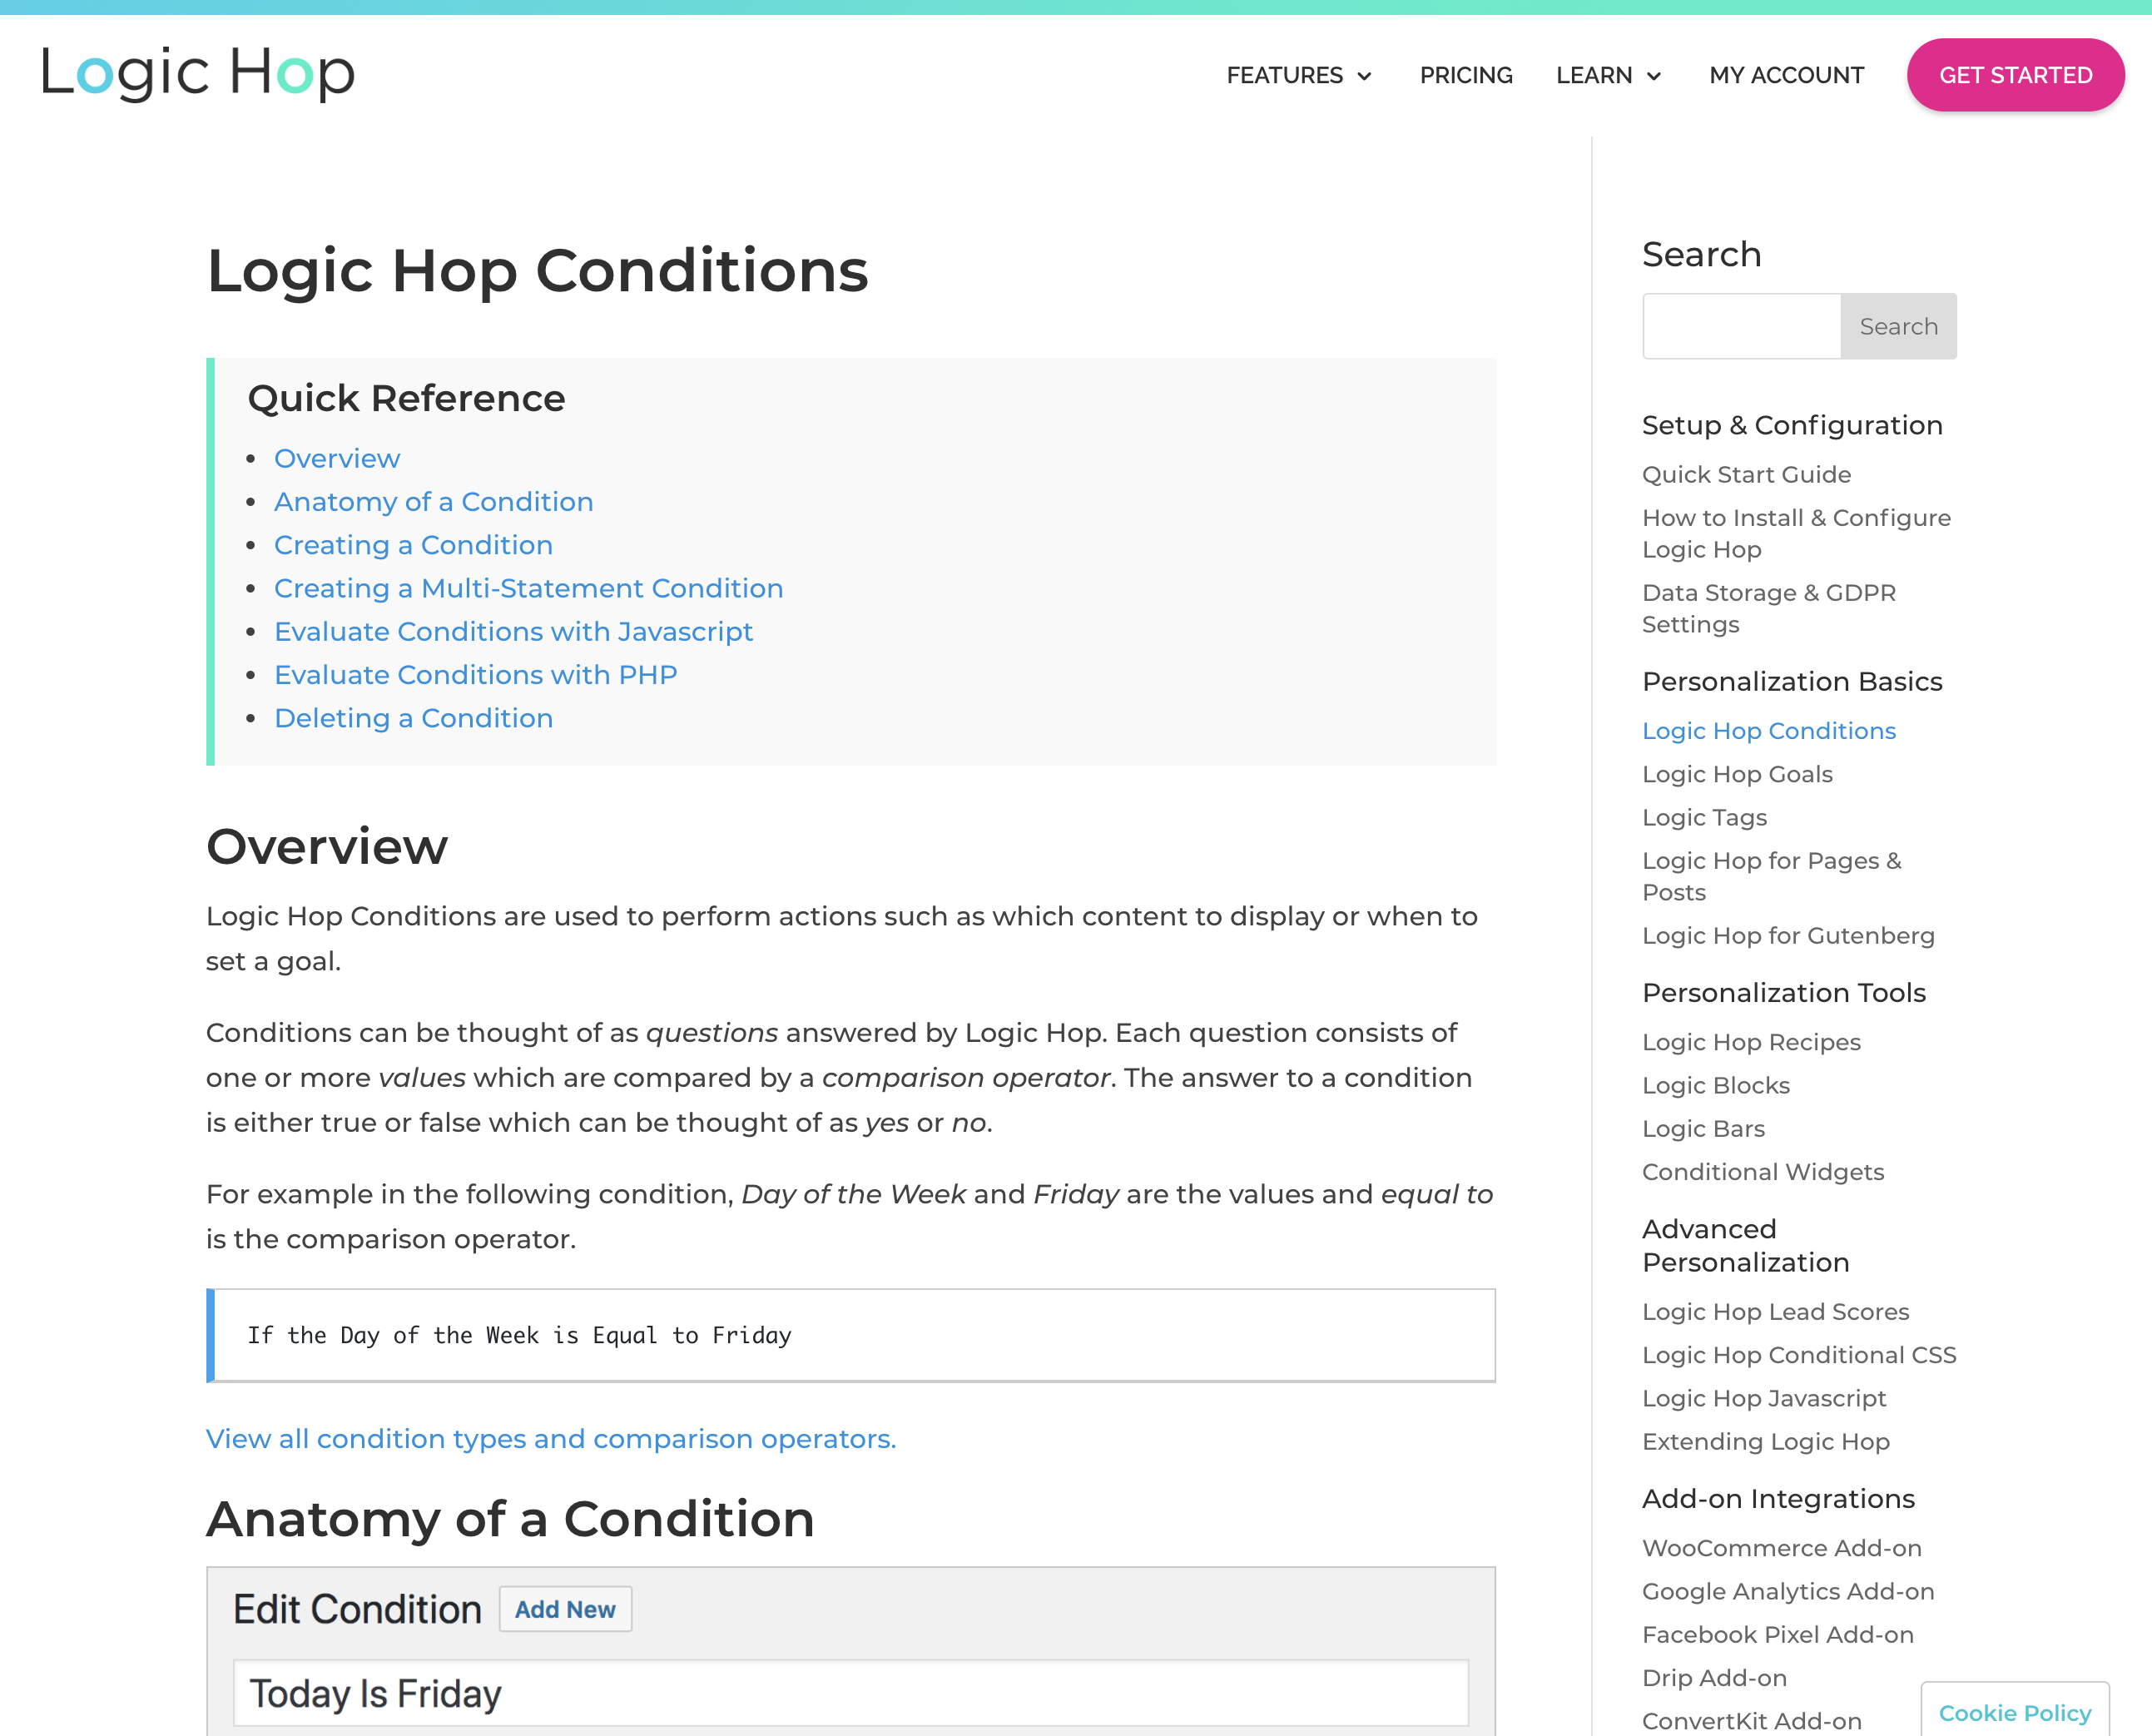 Logic Hop
FEATURES
PRICING
LEARN
MY ACCOUNT
GET STARTED
Logic Hop Conditions
Quick Reference
• Overview
• Anatomy of a Condition
• Creating a Condition
• Creating a Multi-Statement Condition
• Evaluate Conditions with Javascript
• Evaluate Conditions with PHP
• Deleting a Condition
Overview
Logic Hop Conditions are used to perform actions such as which content to display or when to
set a goal.
Conditions can be thought of as questions answered by Logic Hop. Each question consists of
one or more values which are compared by a comparison operator. The answer to a condition
is either true or false which can be thought of as yes or no.
For example in the following condition, Day of the Week and Friday are the values and equal to
is the comparison operator.
If the Day of the Week is Equal to Friday
View all condition types and comparison operators.
Anatomy of a Condition
Edit Condition
Add New
Today Is Friday
Search
Search
Setup & Configuration
Quick Start Guide
How to Install & Configure
Logic Hop
Data Storage & GDPR
Settings
Personalization Basics
Logic Hop Conditions
Logic Hop Goals
Logic Tags
Logic Hop for Pages &
Posts
Logic Hop for Gutenberg
Personalization Tools
Logic Hop Recipes
Logic Blocks
Logic Bars
Conditional Widgets
Advanced
Personalization
Logic Hop Lead Scores
Logic Hop Conditional CSS
Logic Hop Javascript
Extending Logic Hop
Add-on Integrations
WooCommerce Add-on
Google Analytics Add-on
Facebook Pixel Add-on
Drip Add-on
ConvertKit Add-on
Cookie Policy